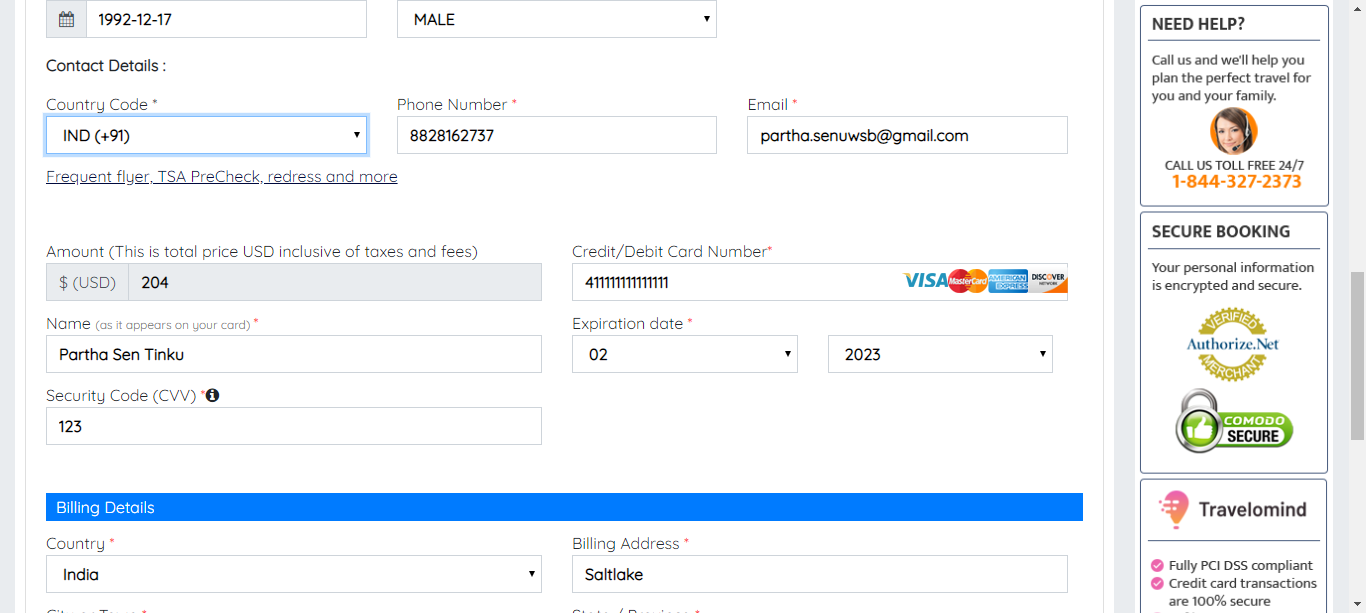 1992-12-17 MALE
Contact Details :
Country Code * Phone Number * Email *
IND (+91) 8828162737 partha.senuwsb@gmail.com
Frequent flyer, TSA PreCheck, redress and more
Amount (This is total price USD inclusive of taxes and fees) Credit/Debit Card Number*
$ (USD) 204 4111111111111111 VISA MasterCard AMERICAN EXPRESS DISCOVER NETWORK
Name (as it appears on your card) * Expiration date *
Partha Sen Tinku 02 2023
Security Code (CVV) *
123
Billing Details
Country * Billing Address *
India Saltlake
NEED HELP?
Call us and we'll help you
plan the perfect travel for
you and your family.
CALL US TOLL FREE 24/7
1-844-327-2373
SECURE BOOKING
Your personal information
is encrypted and secure.
VERIFIED
Authorize.Net
MERCHANT
COMODO
SECURE
Travelomind
Fully PCI DSS compliant
Credit card transactions
are 100% secure